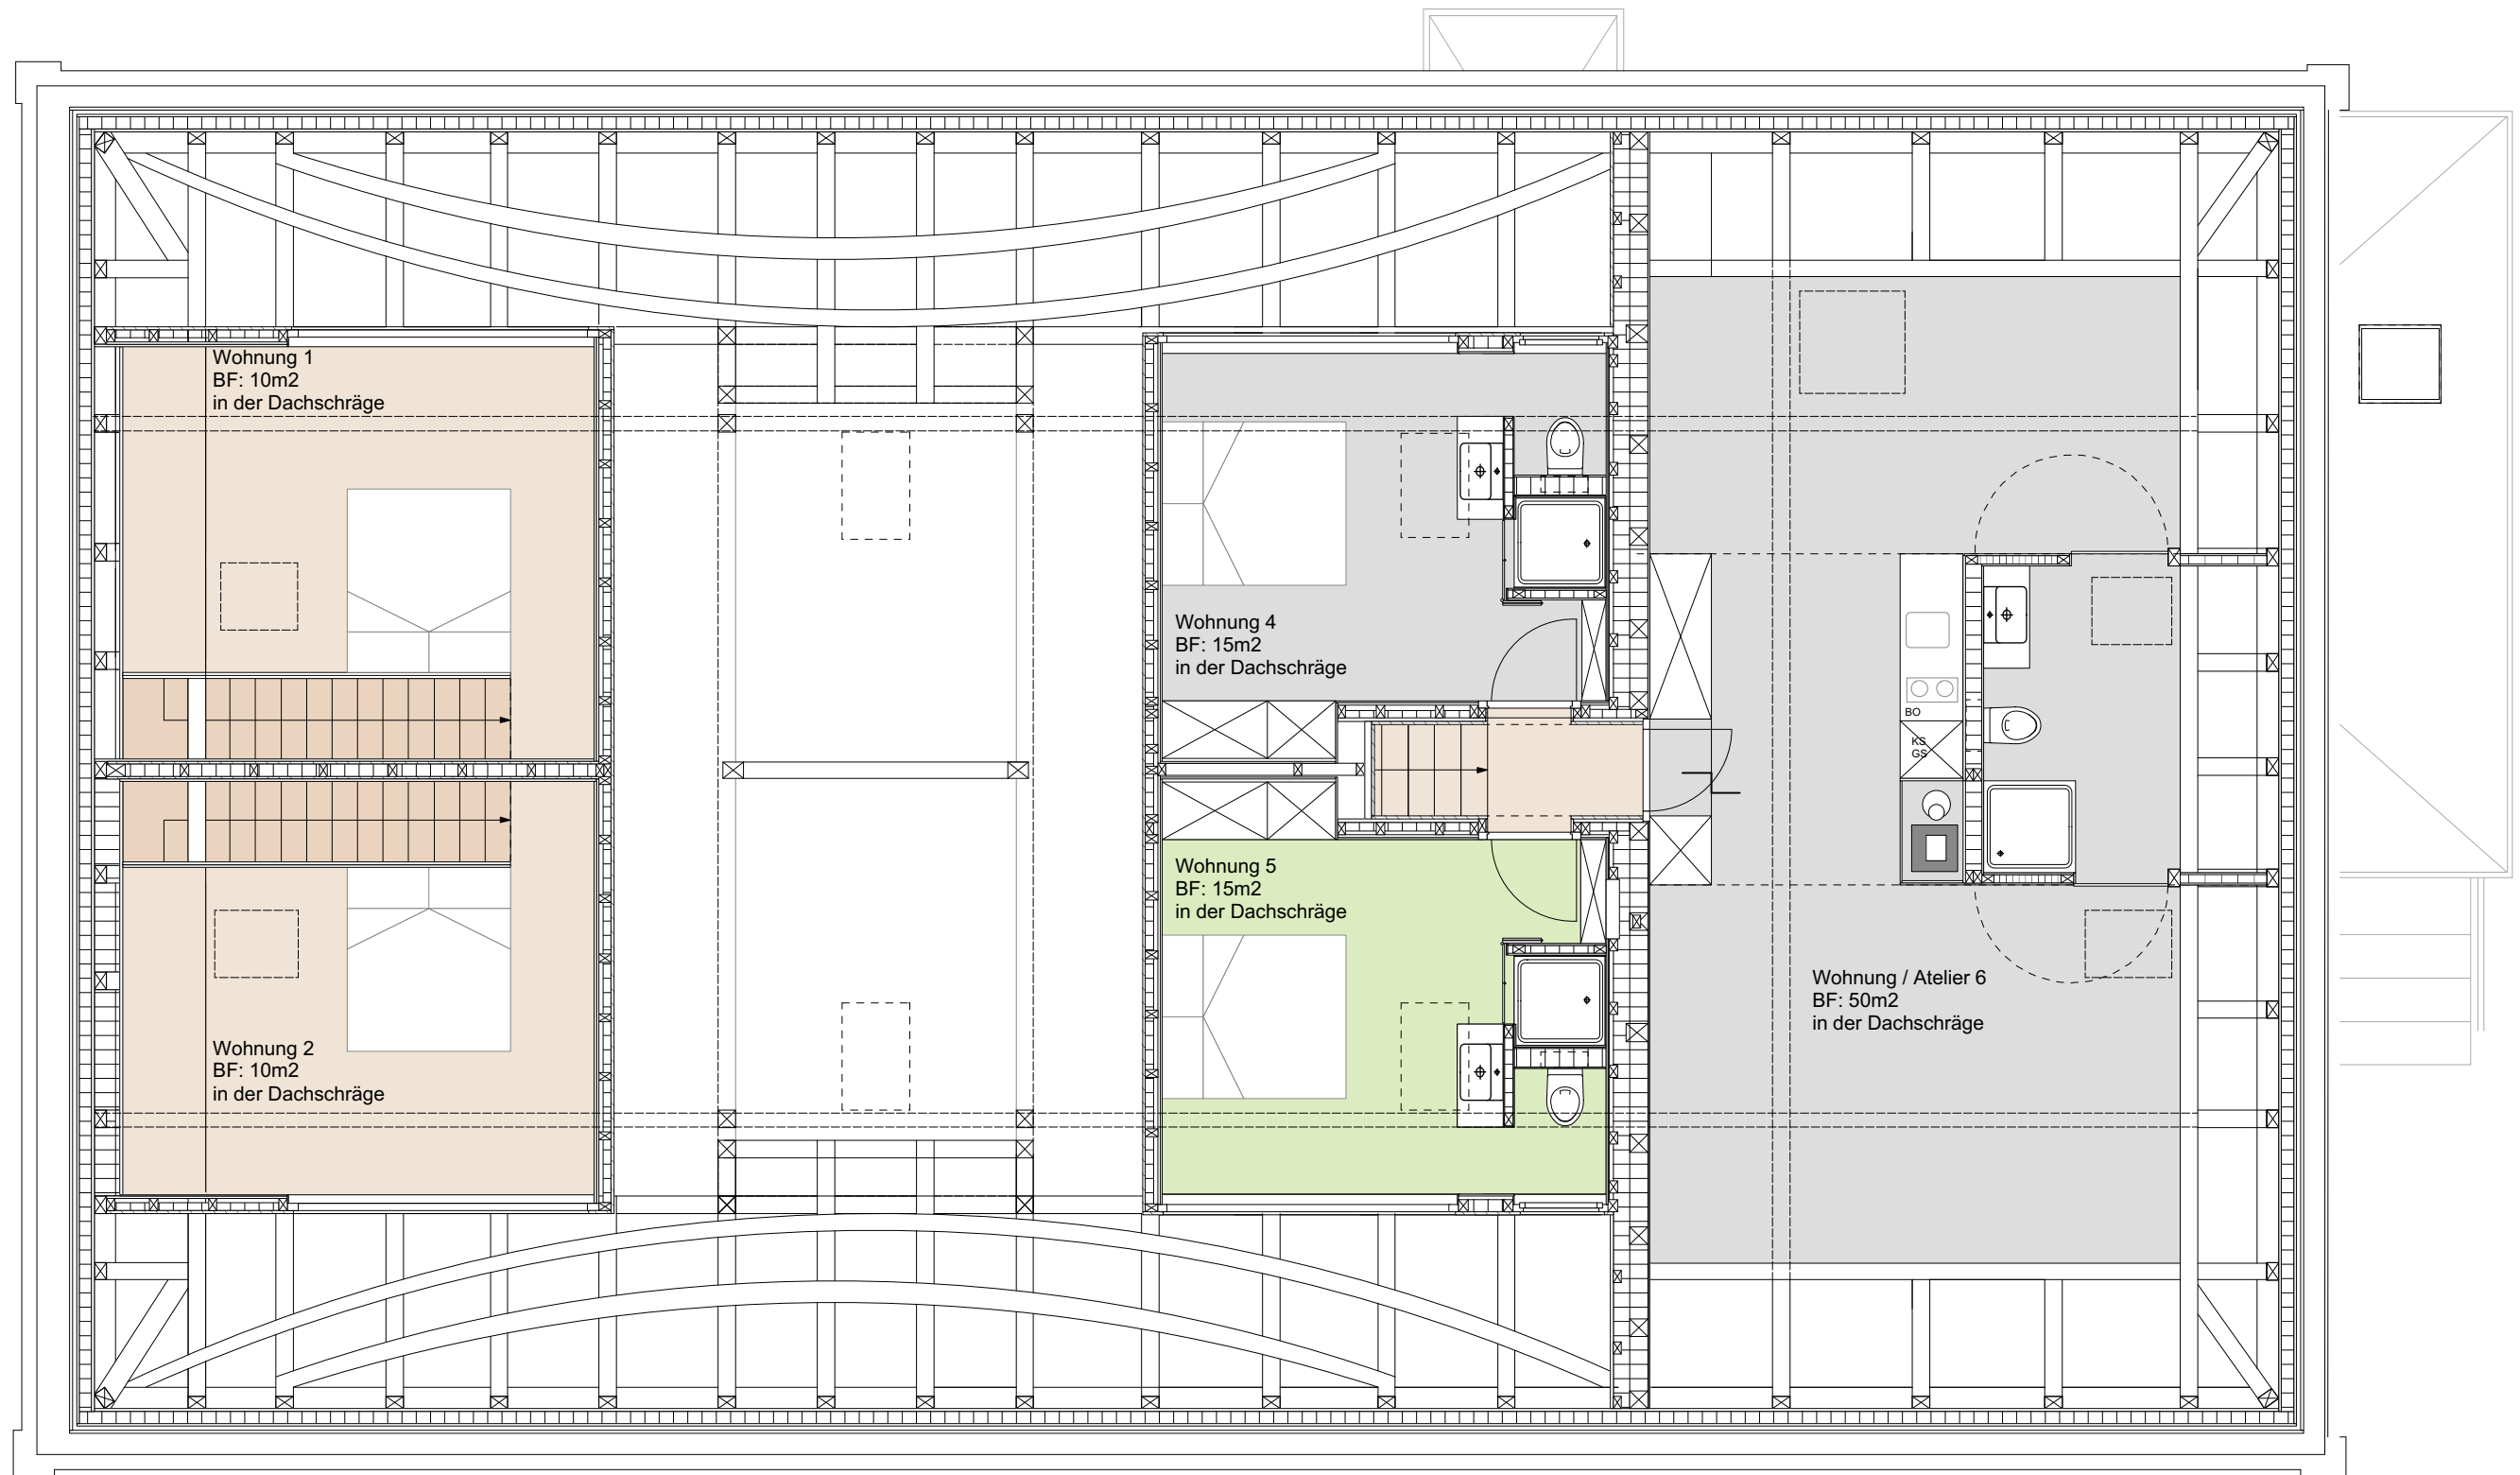 Wohnung 1
BF: 10m2
in der Dachschräge
Wohnung 4
BF: 15m2
in der Dachschräge
BO
KS
GS
Wohnung 5
BF: 15m2
in der Dachschräge
Wohnung / Atelier 6
BF: 50m2
in der Dachschräge
Wohnung 2
BF: 10m2
in der Dachschräge